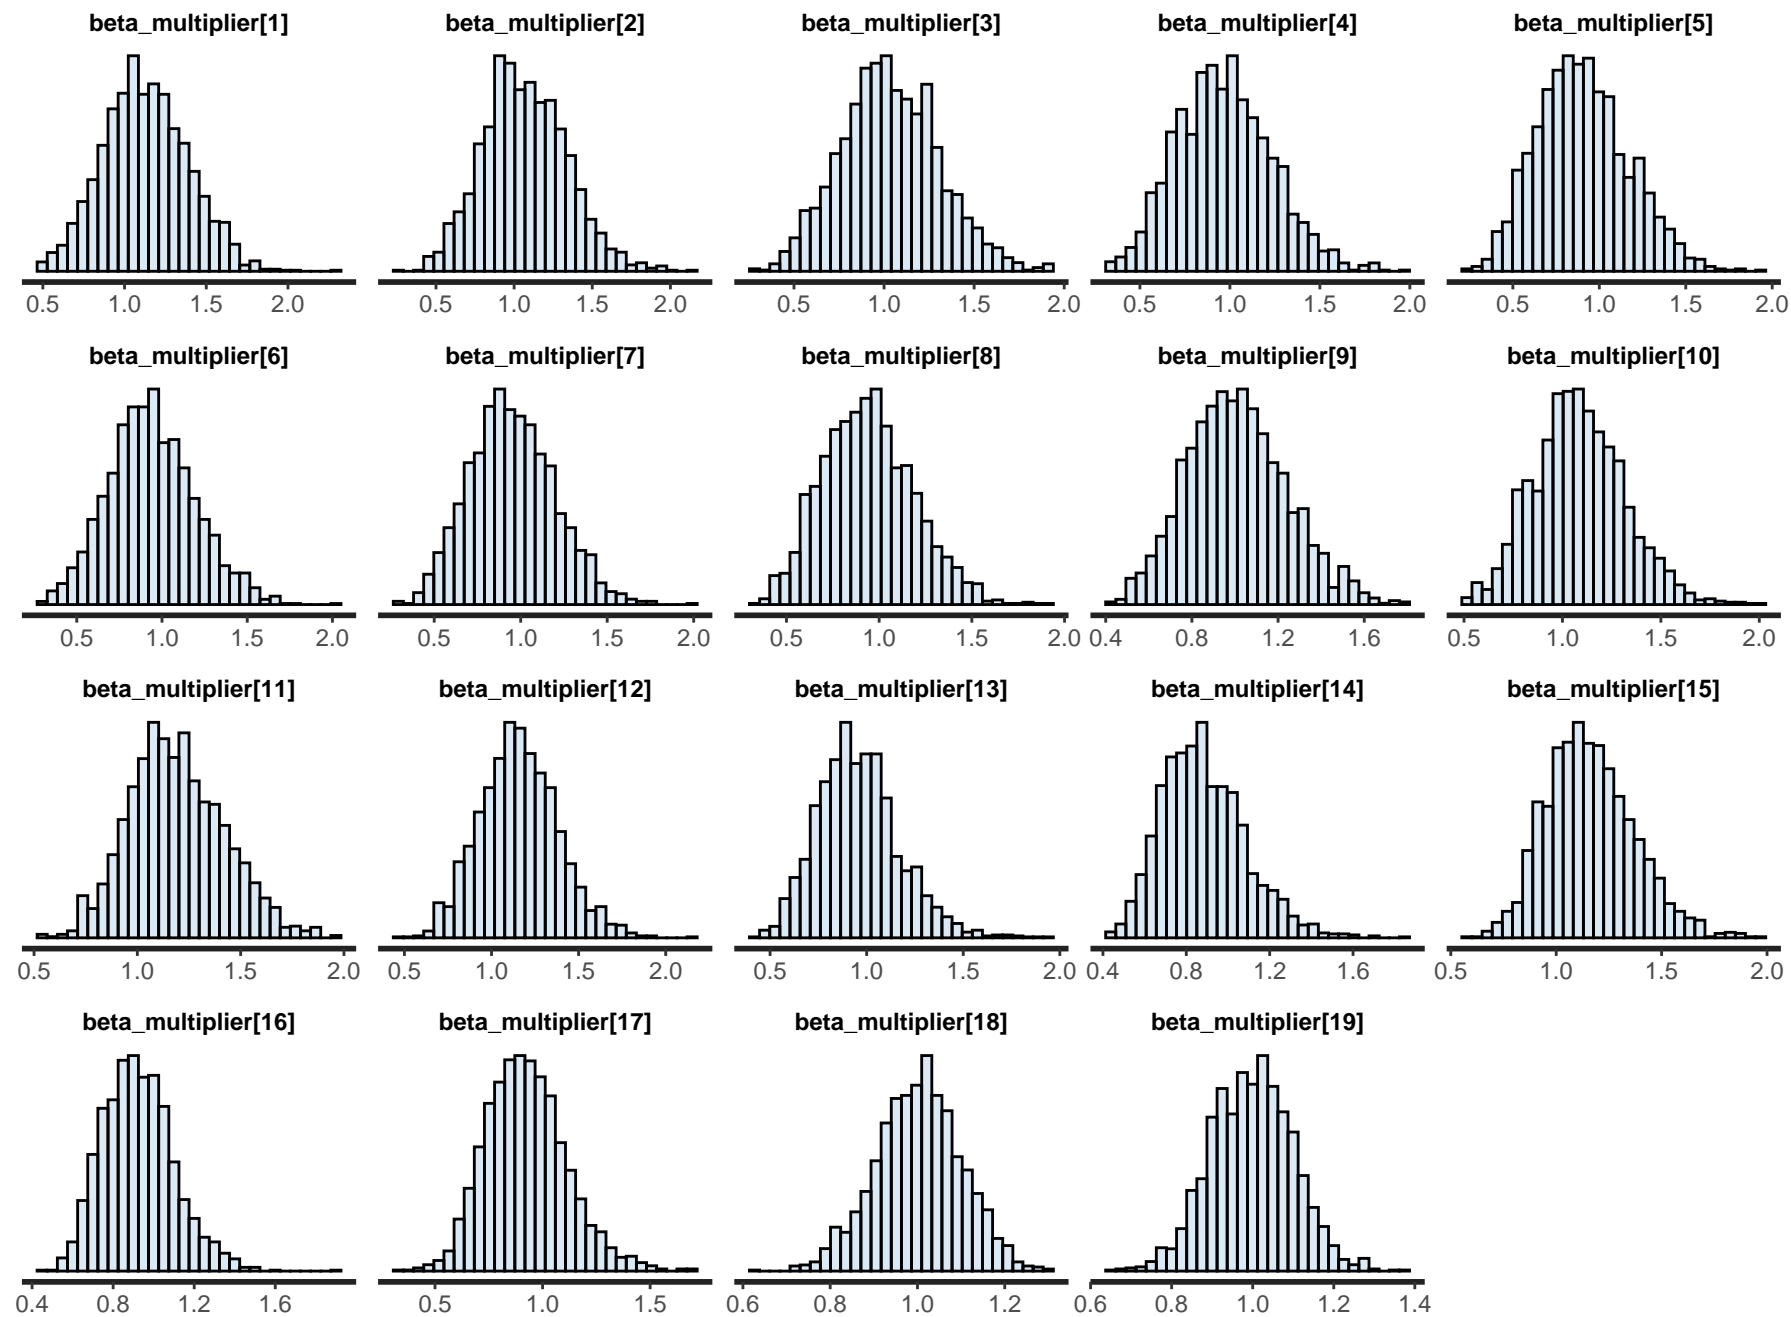 beta_multiplier[1] beta_multiplier[2] beta_multiplier[3] beta_multiplier[4] beta_multiplier[5]
0.5 1.0 1.5 2.0 0.5 1.0 1.5 2.0 0.5 1.0 1.5 2.0 0.5 1.0 1.5 2.0 0.5 1.0 1.5 2.0
beta_multiplier[6] beta_multiplier[7] beta_multiplier[8] beta_multiplier[9] beta_multiplier[10]
0.5 1.0 1.5 2.0 0.5 1.0 1.5 2.0 0.5 1.0 1.5 2.0 0.4 0.8 1.2 1.6 0.5 1.0 1.5 2.0
beta_multiplier[11] beta_multiplier[12] beta_multiplier[13] beta_multiplier[14] beta_multiplier[15]
0.5 1.0 1.5 2.0 0.5 1.0 1.5 2.0 0.5 1.0 1.5 2.0 0.4 0.8 1.2 1.6 0.5 1.0 1.5 2.0
beta_multiplier[16] beta_multiplier[17] beta_multiplier[18] beta_multiplier[19]
0.4 0.8 1.2 1.6 0.5 1.0 1.5 0.6 0.8 1.0 1.2 0.6 0.8 1.0 1.2 1.4